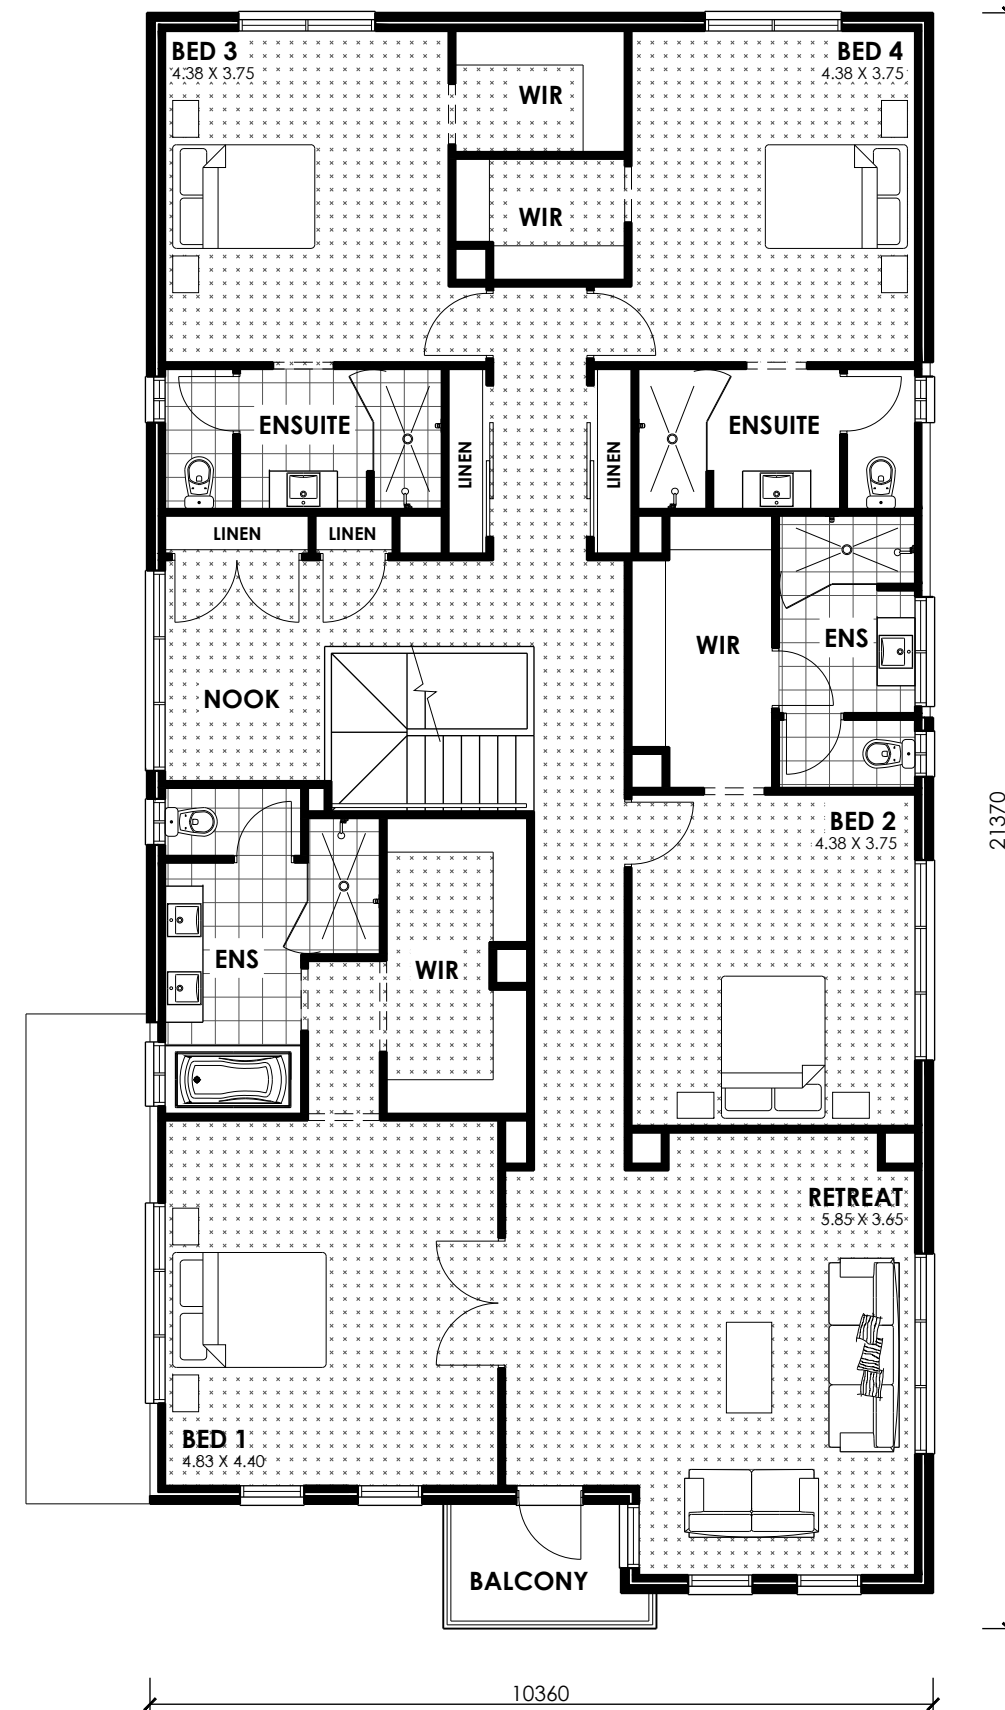 BED 3
4.38 X 3.75
WIR
BED 4
4.38 X 3.75
WIR
ENSUITE
LINEN
LINEN
ENSUITE
LINEN
LINEN
NOOK
WIR
ENS
BED 2
4.38 X 3.75
21370
ENS
WIR
RETREAT
5.85 X 3.65
BED 1
4.83 X 4.40
BALCONY
10360